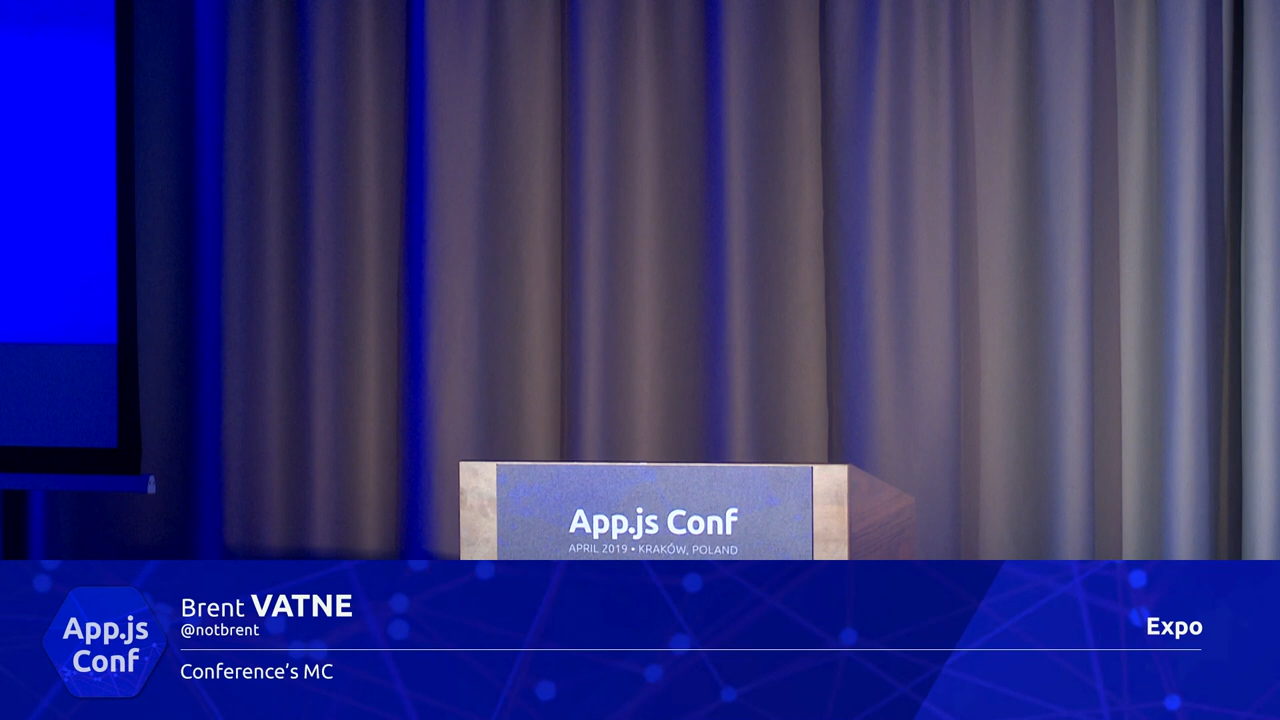 App.js Conf
APRIL 2019 • KRAKÓW, POLAND
App.js
Conf
Brent VATNE
@notbrent
Conference’s MC
Expo